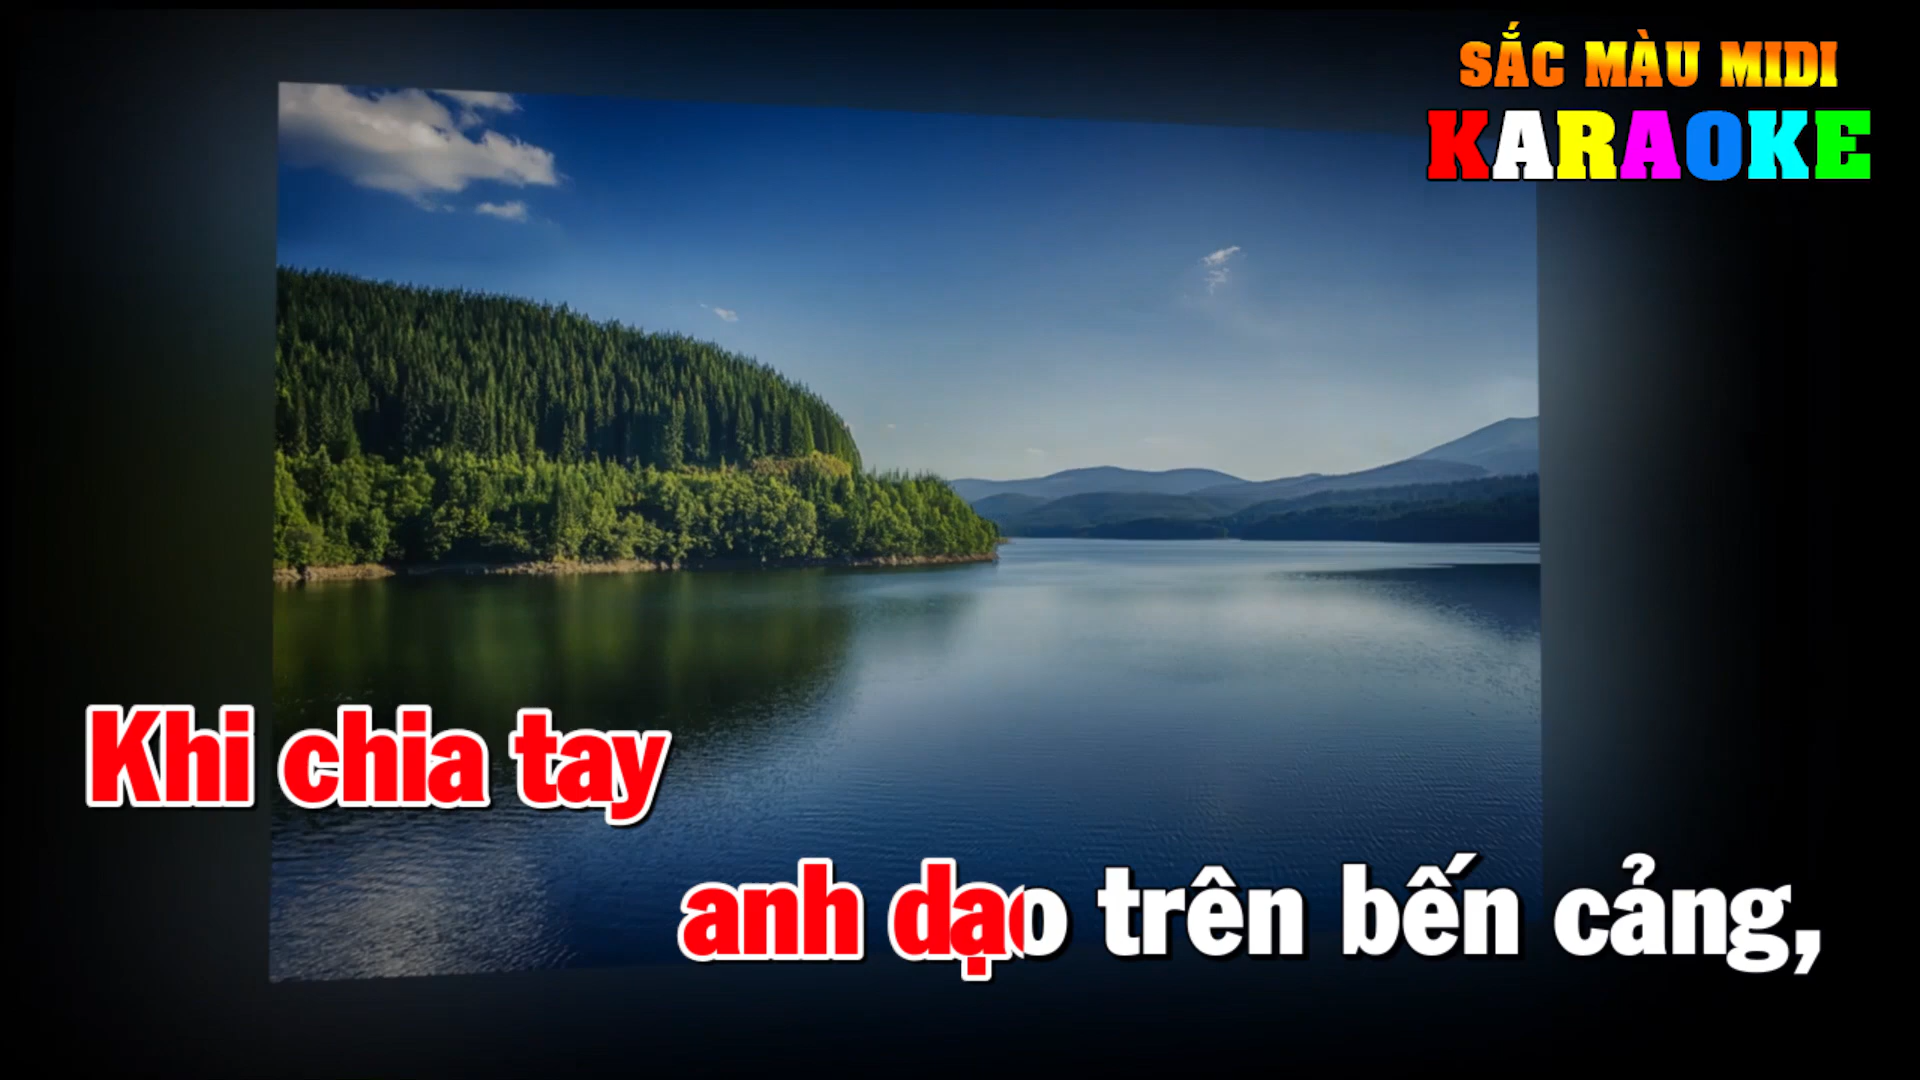 SẮC MÀU MIDI
KARAOKE
Khi chia tay
anh dạo trên bến cảng,